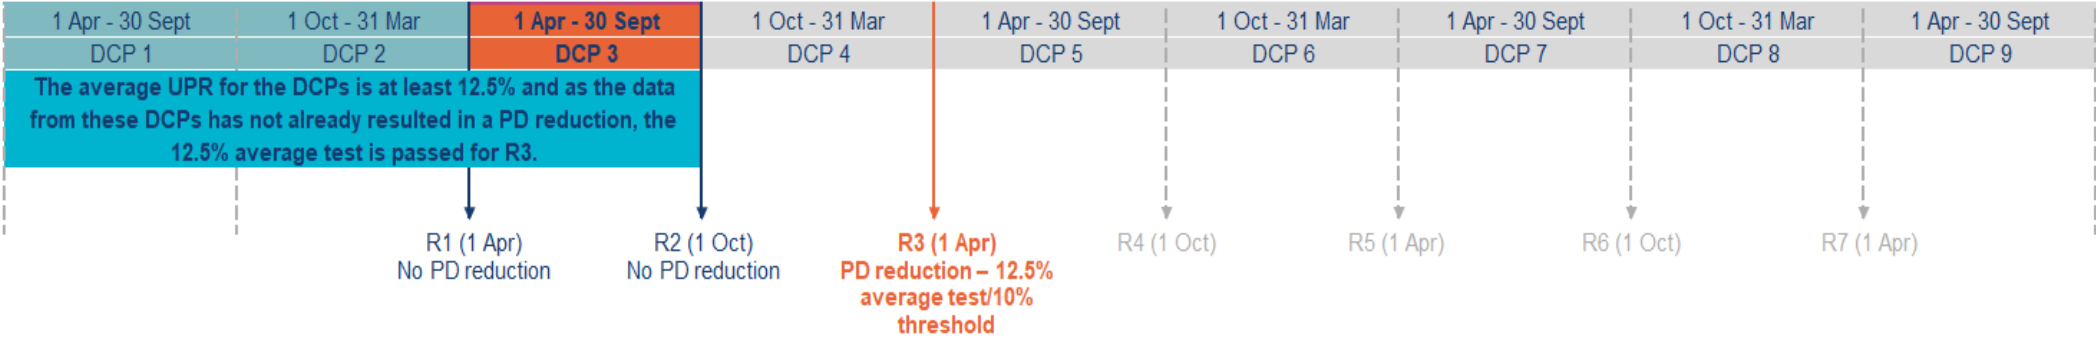 1 Apr - 30 Sept 1 Oct - 31 Mar 1 Apr - 30 Sept 1 Oct - 31 Mar 1 Apr - 30 Sept 1 Oct - 31 Mar 1 Apr - 30 Sept 1 Oct - 31 Mar 1 Apr - 30 Sept
DCP 1 DCP 2 DCP 3 DCP 4 DCP 5 DCP 6 DCP 7 DCP 8 DCP 9
The average UPR for the DCPs is at least 12.5% and as the data
from these DCPs has not already resulted in a PD reduction, the
12.5% average test is passed for R3.
R1 (1 Apr)
No PD reduction
R2 (1 Oct)
No PD reduction
R3 (1 Apr)
PD reduction – 12.5%
average test/10%
threshold
R4 (1 Oct)
R5 (1 Apr)
R6 (1 Oct)
R7 (1 Apr)